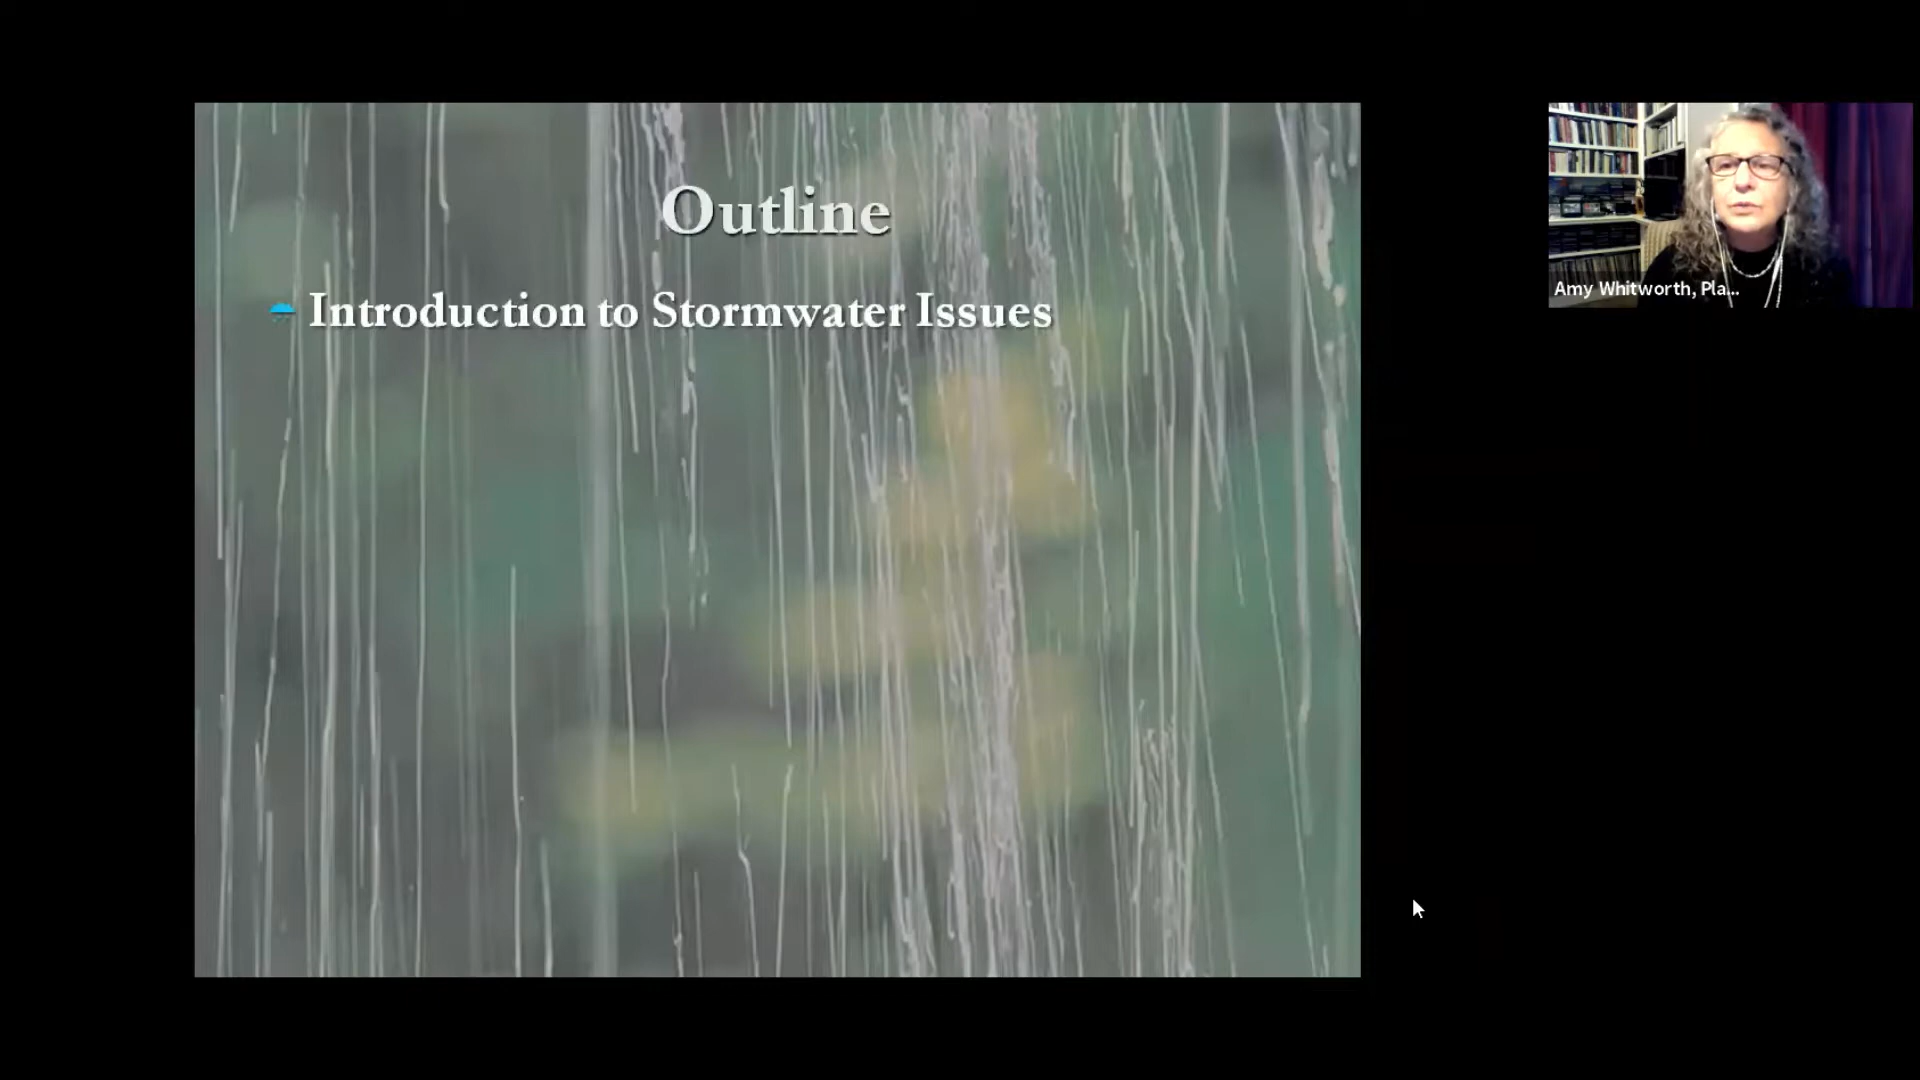 Outline
Introduction to Stormwater Issues
Amy Whitworth, Pla...